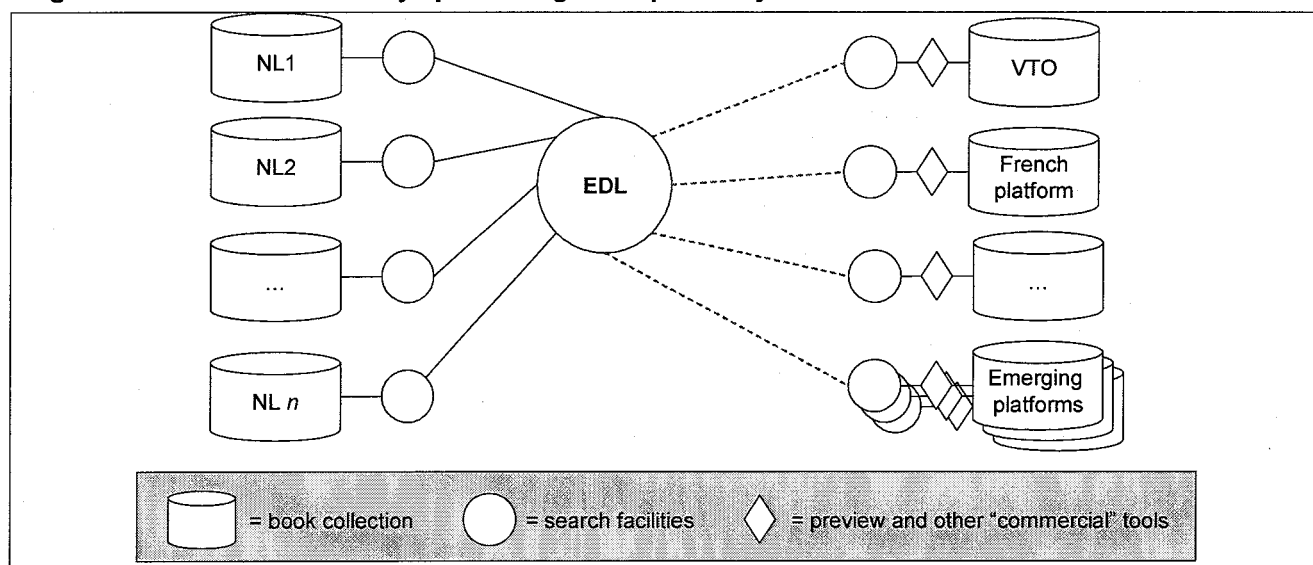 NL1
VTO
NL2
EDL
French
platform
...
...
NL n
Emerging
platforms
= book collection
= search facilities
= preview and other "commercial" tools